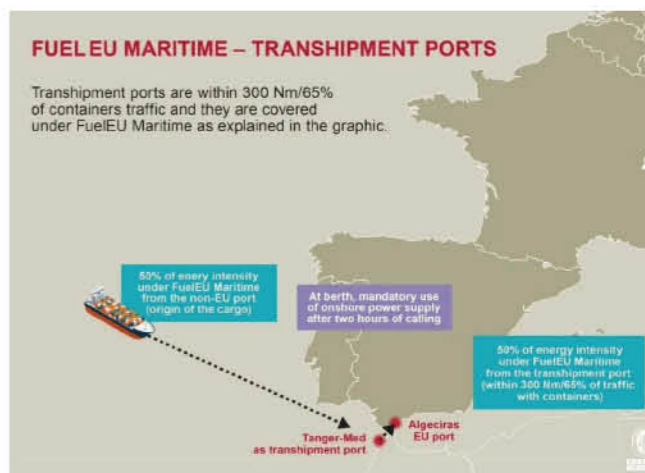 FUEL EU MARITIME – TRANSHIPMENT PORTS
Transhipment ports are within 300 Nm/65%
of containers traffic and they are covered
under FuelEU Maritime as explained in the graphic.
50% of enery intensity
under FuelEU Maritime
from the non-EU port
(origin of the cargo)
At berth, mandatory use
of onshore power supply
after two hours of calling
50% of energy intensity
under FuelEU Maritime
from the transhipment port
(within 300 Nm/65% of traffic
with containers)
Algeciras
EU port
Tanger-Med
as transhipment port